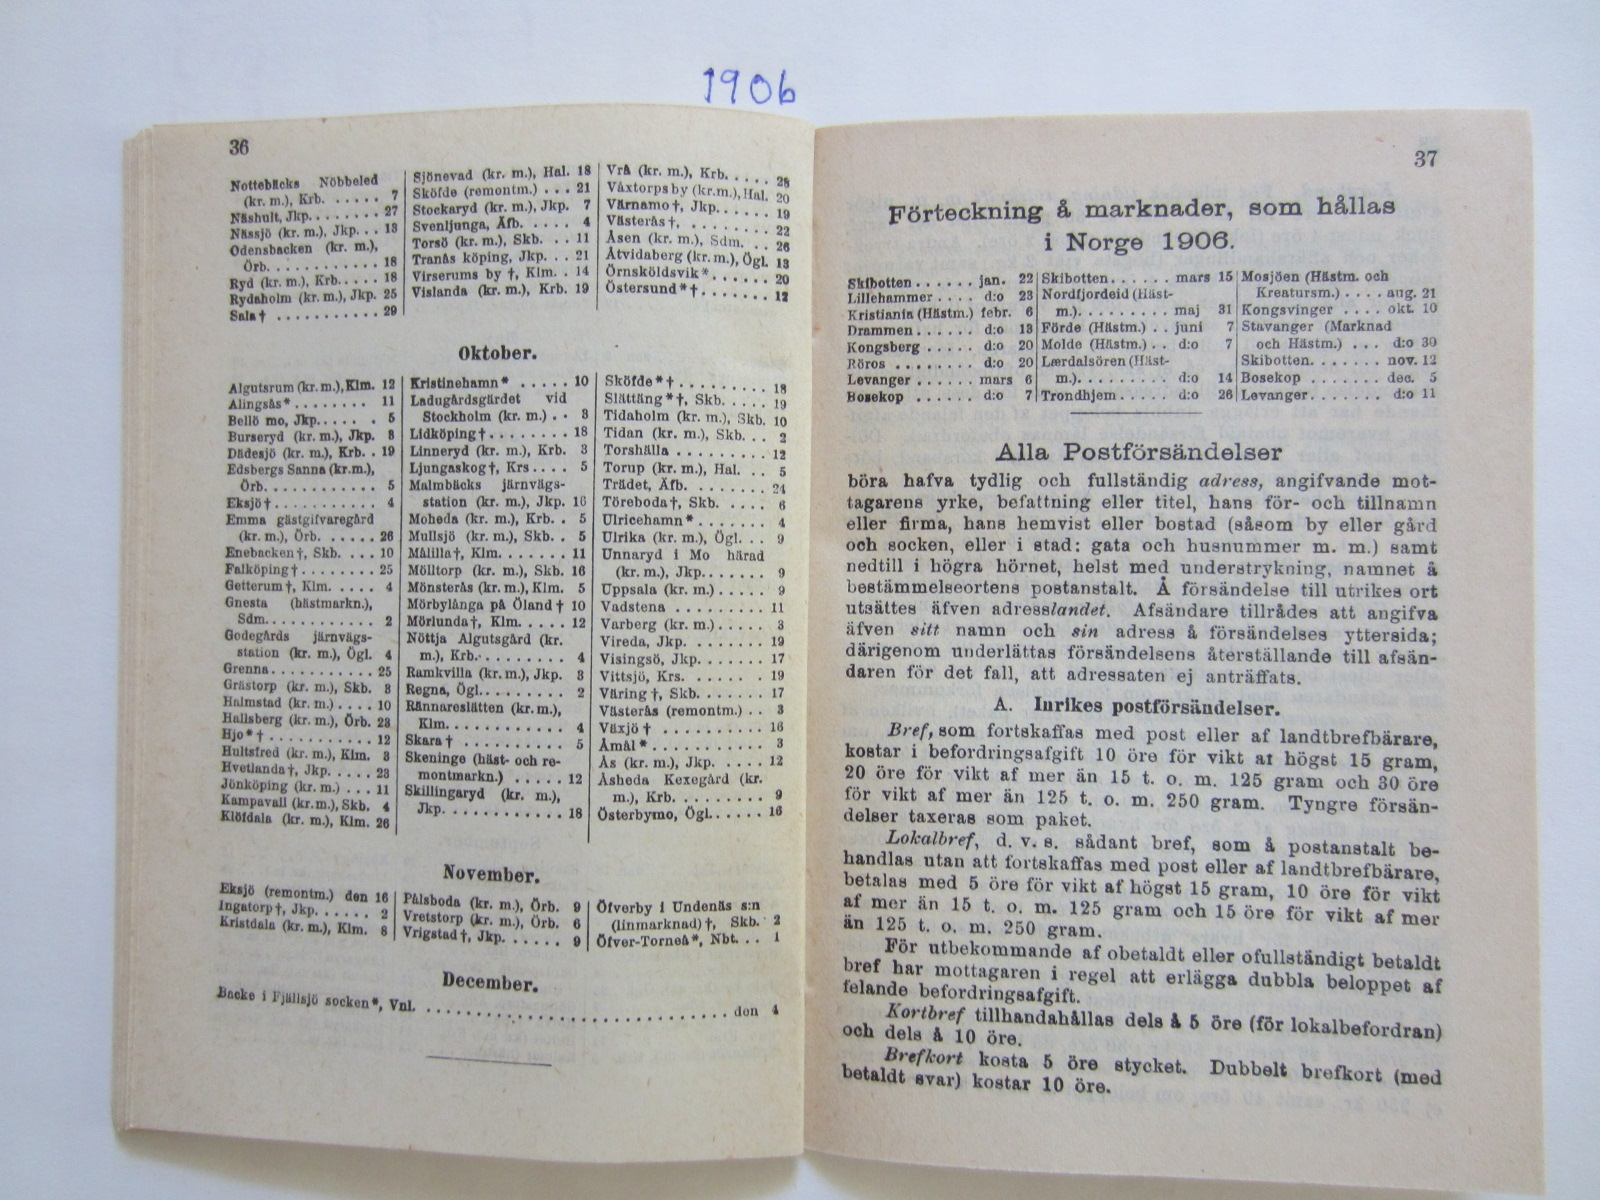 1906
36
Nottebäcks Nöbbeled
(kr. m.), Krb. . . . . . 7
Näshult, Jkp. . . . . . . . 27
Nässjö (kr. m.), Jkp. . . 13
Odensbacken (kr. m.),
Örb. . . . . . . . . . . . 18
Ryd (kr. m.), Krb. . . . . 18
Rydaholm (kr. m.), Jkp. 25
Sala † . . . . . . . . . . . 29
Sjönevad (kr. m.), Hal. 18
Sköfde (remontm.) . . . 21
Stockaryd (kr. m.), Jkp. 7
Svenljunga, Äfb. . . . . 4
Torsö (kr. m.), Skb. . . 11
Tranås köping, Jkp. . . 21
Virserums by †, Klm. . 14
Vislanda (kr. m.), Krb. 19
Vrå (kr. m.), Krb. . . . . 28
Växtorps by (kr.m.), Hal. 20
Värnamo †, Jkp. . . . . . 19
Västerås †, . . . . . . . . 22
Åsen (kr. m.), Sdm. . . 26
Åtvidaberg (kr. m.), Ögl. 13
Örnsköldsvik * . . . . . . 20
Östersund * † . . . . . . . 12
Oktober.
Algutsrum (kr. m.), Klm. 12
Alingsås * . . . . . . . . 11
Bellö mo, Jkp. . . . . . 5
Burseryd (kr. m.), Jkp. 8
Dädesjö (kr. m.), Krb. . 19
Edsbergs Sanna (kr.m.),
Örb. . . . . . . . . . . . 5
Eksjö † . . . . . . . . . . 4
Emma gästgifvaregård
(kr. m.), Örb. . . . . . 26
Enebacken †, Skb. . . . 10
Falköping † . . . . . . . . 25
Getterum †, Klm. . . . . 4
Gnesta (hästmarkn.),
Sdm. . . . . . . . . . . . 2
Godegårds järnvägs-
station (kr. m.), Ögl. 4
Grenna . . . . . . . . . . . 25
Grästorp (kr. m.), Skb. 3
Halmstad (kr. m.) . . . . 10
Hallsberg (kr. m.), Örb. 23
Hjo * † . . . . . . . . . . . 12
Hultsfred (kr. m.), Klm. 3
Hvetlanda †, Jkp. . . . . 23
Jönköping (kr. m.) . . . 11
Kampavall (kr. m.), Skb. 4
Klöfdala (kr. m.), Klm. 26
Kristinehamn * . . . . . 10
Ladugårdsgärdet vid
Stockholm (kr. m.) . . 3
Lidköping † . . . . . . . . 18
Linneryd (kr. m.), Krb. 3
Ljungaskog †, Krs . . . . 5
Malmbäcks järnvägs-
station (kr. m.), Jkp. 16
Moheda (kr. m.), Krb. . 5
Mullsjö (kr. m.), Skb. . 5
Målilla †, Klm. . . . . . . 11
Mölltorp (kr. m.), Skb. 16
Mönsterås (kr. m.), Klm. 5
Mörbylånga på Öland † 10
Mörlunda †, Klm. . . . . 12
Nöttja Algutsgård (kr.
m.), Krb. . . . . . . . . 4
Ramkvilla (kr. m.), Jkp. 3
Regna, Ögl. . . . . . . . . 2
Rännareslätten (kr. m.),
Klm. . . . . . . . . . . . 4
Skara † . . . . . . . . . . 5
Skeninge (häst- och re-
montmarkn.) . . . . . 12
Skillingaryd (kr. m.),
Jkp. . . . . . . . . . . . 18
Sköfde * † . . . . . . . . . 18
Slättäng * †, Skb. . . . . 19
Tidaholm (kr. m.), Skb. 10
Tidan (kr. m.), Skb. . . 2
Torshälla . . . . . . . . . 12
Torup (kr. m.), Hal. . . 5
Trädet, Äfb. . . . . . . . 24
Töreboda †, Skb. . . . . 6
Ulricehamn * . . . . . . . 4
Ulrika (kr. m.), Ögl. . . 9
Unnaryd i Mo härad
(kr. m.), Jkp. . . . . . . 9
Uppsala (kr. m.) . . . . . 9
Vadstena . . . . . . . . . 11
Varberg (kr. m.) . . . . . 3
Vireda, Jkp. . . . . . . . 19
Visingsö, Jkp. . . . . . . 17
Vittsjö, Krs. . . . . . . . 19
Väring †, Skb. . . . . . . 17
Västerås (remontm.) . . 3
Växjö † . . . . . . . . . . 16
Åmål * . . . . . . . . . . 3
Ås (kr. m.), Jkp. . . . . 12
Åsheda Kexegård (kr.
m.), Krb. . . . . . . . . 9
Österbymo, Ögl. . . . . . 16
November.
Eksjö (remontm.) den 16
Ingatorp †, Jkp. . . . . . 2
Kristdala (kr. m.), Klm. 8
Pålsboda (kr. m.), Örb. 9
Vretstorp (kr. m.), Örb. 6
Vrigstad †, Jkp. . . . . . 9
Öfverby i Undenäs s:n
(linmarknad) †, Skb. 2
Öfver-Torneå *, Nbt. . . 1
December.
Backe i Fjällsjö socken *, Vnl. . . . . . . . . . . . . . . . . . . . . . . . . . . . . den 4
37
Förteckning å marknader, som hållas
i Norge 1906.
Skibotten . . . . . . jan. 22
Lillehammer . . . . d:o 23
Kristiania (Hästm.) febr. 6
Drammen . . . . . . d:o 13
Kongsberg . . . . . d:o 20
Röros . . . . . . . . d:o 20
Levanger . . . . . . mars 6
Bosekop . . . . . . d:o 7
Skibotten . . . . . . mars 15
Nordfjordeid (Häst-
m.). . . . . . . . . maj 31
Förde (Hästm.) . . juni 7
Molde (Hästm.) . . d:o 7
Lærdalsören (Häst-
m.). . . . . . . . . d:o 14
Trondhjem . . . . . d:o 26
Mosjöen (Hästm. och
Kreatursm.) . . . . aug. 21
Kongsvinger . . . . okt. 10
Stavanger (Marknad
och Hästm.) . . . d:o 30
Skibotten . . . . . . . nov. 12
Bosekop . . . . . . . dec. 5
Levanger . . . . . . . d:o 11
Alla Postförsändelser
böra hafva tydlig och fullständig adress, angifvande mot-
tagarens yrke, befattning eller titel, hans för- och tillnamn
eller firma, hans hemvist eller bostad (såsom by eller gård
och socken, eller i stad: gata och husnummer m. m.) samt
nedtill i högra hörnet, helst med understrykning, namnet å
bestämmelseortens postanstalt. Å försändelse till utrikes ort
utsättes äfven adresslandet. Afsändare tillrådes att angifva
äfven sitt namn och sin adress å försändelses yttersida;
därigenom underlättas försändelsens återställande till afsän-
daren för det fall, att adressaten ej anträffats.
A. Inrikes postförsändelser.
Bref, som fortskaffas med post eller af landtbrefbärare,
kostar i befordringsafgift 10 öre för vikt af högst 15 gram,
20 öre för vikt af mer än 15 t. o. m. 125 gram och 30 öre
för vikt af mer än 125 t. o. m. 250 gram. Tyngre försän-
delser taxeras som paket.
Lokalbref, d. v. s. sådant bref, som å postanstalt be-
handlas utan att fortskaffas med post eller af landtbrefbärare,
betalas med 5 öre för vikt af högst 15 gram, 10 öre för vikt
af mer än 15 t. o. m. 125 gram och 15 öre för vikt af mer
än 125 t. o. m. 250 gram.
För utbekommande af obetaldt eller ofullständigt betaldt
bref har mottagaren i regel att erlägga dubbla beloppet af
felande befordringsafgift.
Kortbref tillhandahållas dels å 5 öre (för lokalbefordran)
och dels å 10 öre.
Brefkort kosta 5 öre stycket. Dubbelt brefkort (med
betaldt svar) kostar 10 öre.